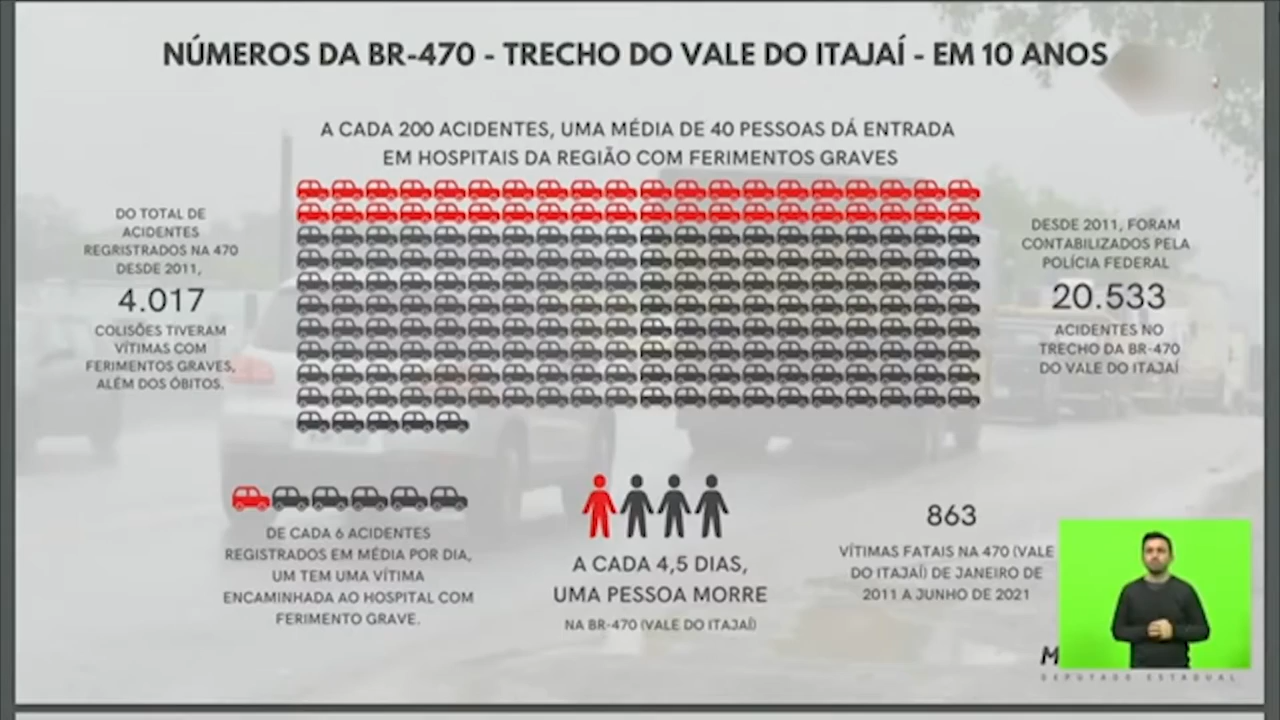 NÚMEROS DA BR-470 - TRECHO DO VALE DO ITAJAÍ - EM 10 ANOS
A CADA 200 ACIDENTES, UMA MÉDIA DE 40 PESSOAS DÁ ENTRADA
EM HOSPITAIS DA REGIÃO COM FERIMENTOS GRAVES
DO TOTAL DE
ACIDENTES
REGRISTRADOS NA 470
DESDE 2011,
4.017
COLISÕES TIVERAM
VÍTIMAS COM
FERIMENTOS GRAVES,
ALÉM DOS ÓBITOS.
DESDE 2011, FORAM
CONTABILIZADOS PELA
POLÍCIA FEDERAL
20.533
ACIDENTES NO
TRECHO DA BR-470
DO VALE DO ITAJAÍ
DE CADA 6 ACIDENTES
REGISTRADOS EM MÉDIA POR DIA,
UM TEM UMA VÍTIMA
ENCAMINHADA AO HOSPITAL COM
FERIMENTO GRAVE.
A CADA 4,5 DIAS,
UMA PESSOA MORRE
NA BR-470 (VALE DO ITAJAÍ)
863
VÍTIMAS FATAIS NA 470 (VALE
DO ITAJAÍ) DE JANEIRO DE
2011 A JUNHO DE 2021
M
DEPUTADO ESTADUAL